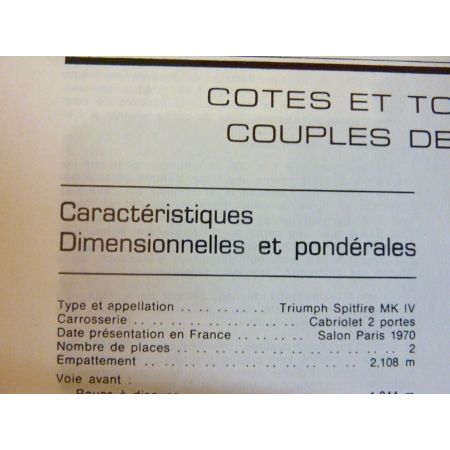 COTES ET TO
COUPLES DE
Caractéristiques
Dimensionnelles et pondérales
Type et appellation .. .. .. .. .. Triumph Spitfire MK IV
Carrosserie .. .. .. .. .. .. .. .. Cabriolet 2 portes
Date présentation en France .. .. .. .. Salon Paris 1970
Nombre de places .. .. .. .. .. .. .. .. .. .. .. 2
Empattement .. .. .. .. .. .. .. .. .. .. 2,108 m
Voie avant :